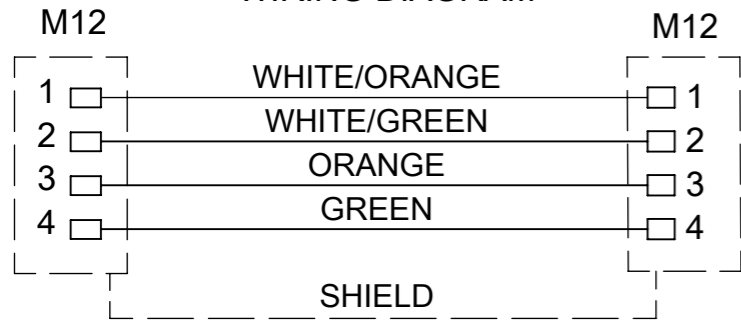 M12 M12
1 WHITE/ORANGE 1
2 WHITE/GREEN 2
3 ORANGE 3
4 GREEN 4
SHIELD